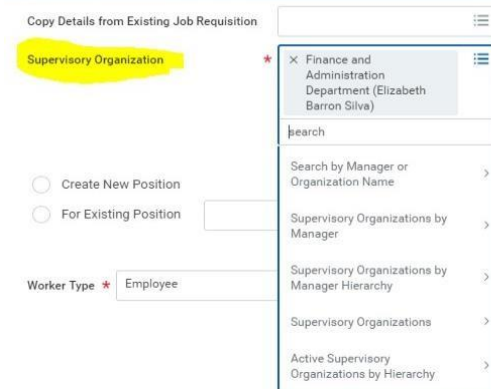 Copy Details from Existing Job Requisition
Supervisory Organization *
× Finance and
Administration
Department (Elizabeth
Barron Silva)
search
Search by Manager or
Organization Name
Create New Position
For Existing Position
Supervisory Organizations by
Manager
Worker Type * Employee
Supervisory Organizations by
Manager Hierarchy
Supervisory Organizations
Active Supervisory
Organizations by Hierarchy